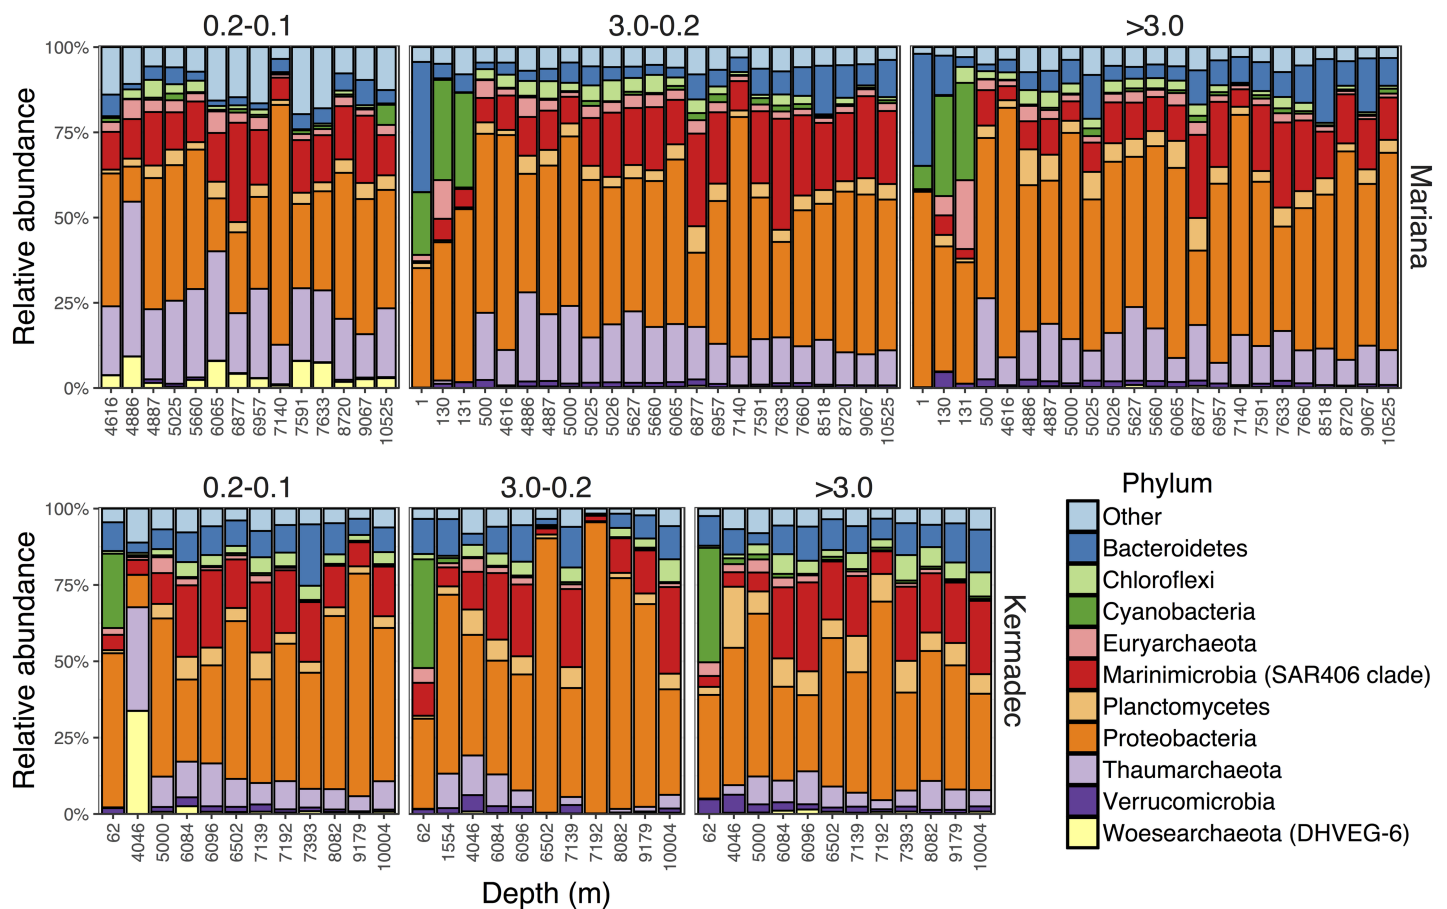 0.2-0.1 3.0-0.2 >3.0
100%
75%
50%
25%
0%
Relative abundance
Mariana
4616 4886 4887 5025 5660 6065 6877 6957 7140 7591 7633 8720 9067 10525
1 130 131 500 4616 4886 4887 5000 5025 5026 5627 5660 6065 6877 6957 7140 7591 7633 7660 8518 8720 9067 10525
1 130 131 500 4616 4886 4887 5000 5025 5026 5627 5660 6065 6877 6957 7140 7591 7633 7660 8518 8720 9067 10525
0.2-0.1 3.0-0.2 >3.0
100%
75%
50%
25%
0%
Relative abundance
Kermadec
62 4046 5000 6084 6096 6502 7139 7192 7393 8082 9179 10004
62 1554 4046 6084 6096 6502 7139 7192 8082 9179 10004
62 4046 5000 6084 6096 6502 7139 7192 7393 8082 9179 10004
Depth (m)
Phylum
Other
Bacteroidetes
Chloroflexi
Cyanobacteria
Euryarchaeota
Marinimicrobia (SAR406 clade)
Planctomycetes
Proteobacteria
Thaumarchaeota
Verrucomicrobia
Woesearchaeota (DHVEG-6)